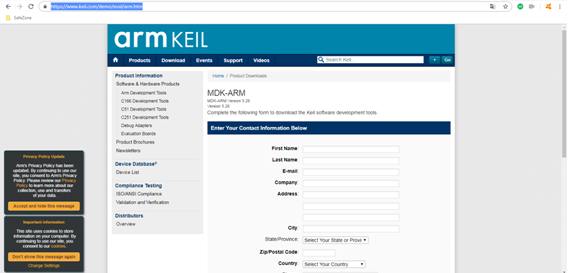 https://www.keil.com/demo/eval/arm.htm
SafeZone
arm KEIL
Products Download Events Support Videos
Search Keil
Go
Product Information
Software & Hardware Products
Arm Development Tools
C166 Development Tools
C51 Development Tools
C251 Development Tools
Debug Adapters
Evaluation Boards
Product Brochures
Newsletters
Device Database®
Device List
Compliance Testing
ISO/ANSI Compliance
Validation and Verification
Distributors
Overview
Home / Product Downloads
MDK-ARM
MDK-ARM Version 5.28
Version 5.28
Complete the following form to download the Keil software development tools.
Enter Your Contact Information Below
First Name
Last Name
E-mail
Company:
Address:
City
State/Province: Select Your State or Provi
Zip/Postal Code
Country Select Your Country
Privacy Policy Update
Arm's Privacy Policy has been
updated. By continuing to use our
site, you consent to Arm's Privacy
Policy. Please review our Privacy
Policy to learn more about our
collection, use and transfers
of your data.
Accept and hide this message
Important information
This site uses cookies to store
information on your computer. By
continuing to use our site, you
consent to our cookies.
Don't show this message again
Change Settings